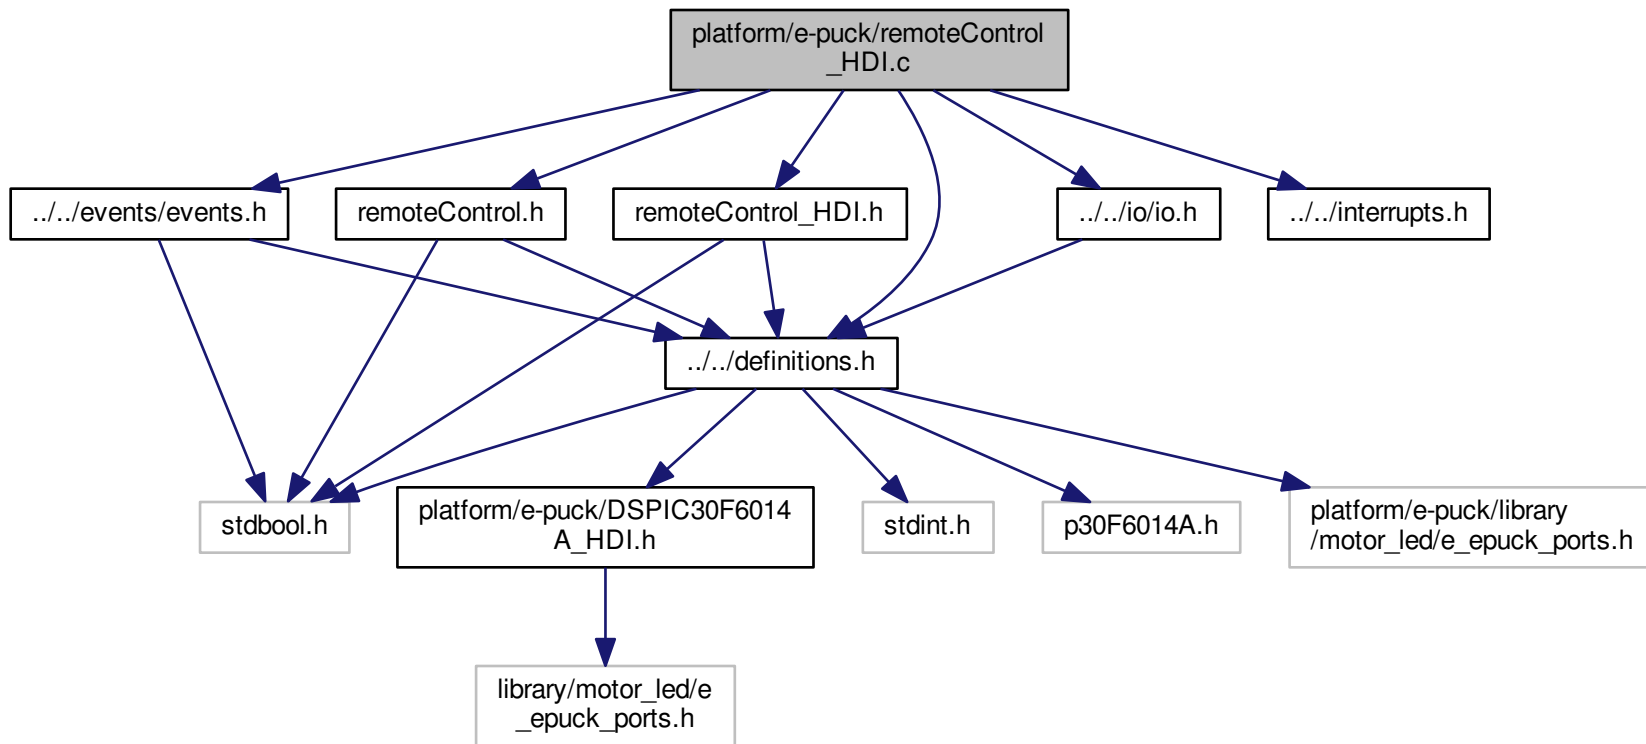 platform/e-puck/remoteControl
_HDI.c
../../events/events.h
remoteControl.h
remoteControl_HDI.h
../../io/io.h
../../interrupts.h
../../definitions.h
stdbool.h
platform/e-puck/DSPIC30F6014
A_HDI.h
stdint.h
p30F6014A.h
platform/e-puck/library
/motor_led/e_epuck_ports.h
library/motor_led/e
_epuck_ports.h